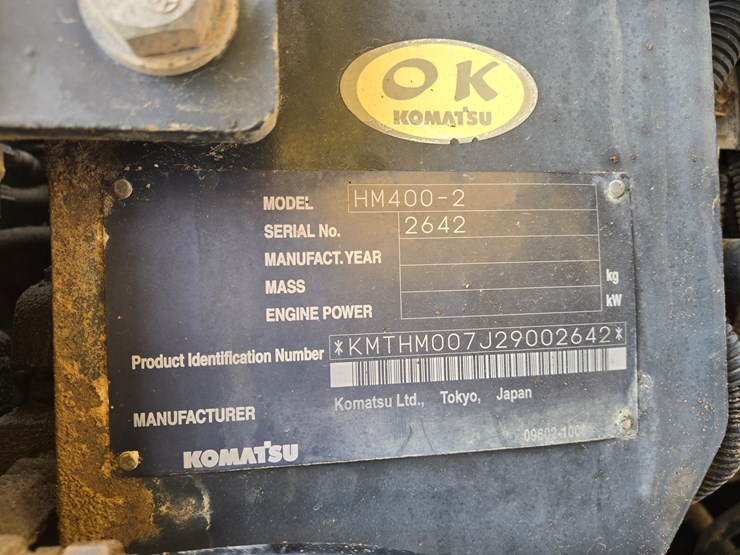 OK
KOMATSU
MODEL HM400-2
SERIAL No. 2642
MANUFACT. YEAR
MASS kg
ENGINE POWER kW
Product Identification Number *KMTHM007J29002642*
MANUFACTURER Komatsu Ltd., Tokyo, Japan
KOMATSU